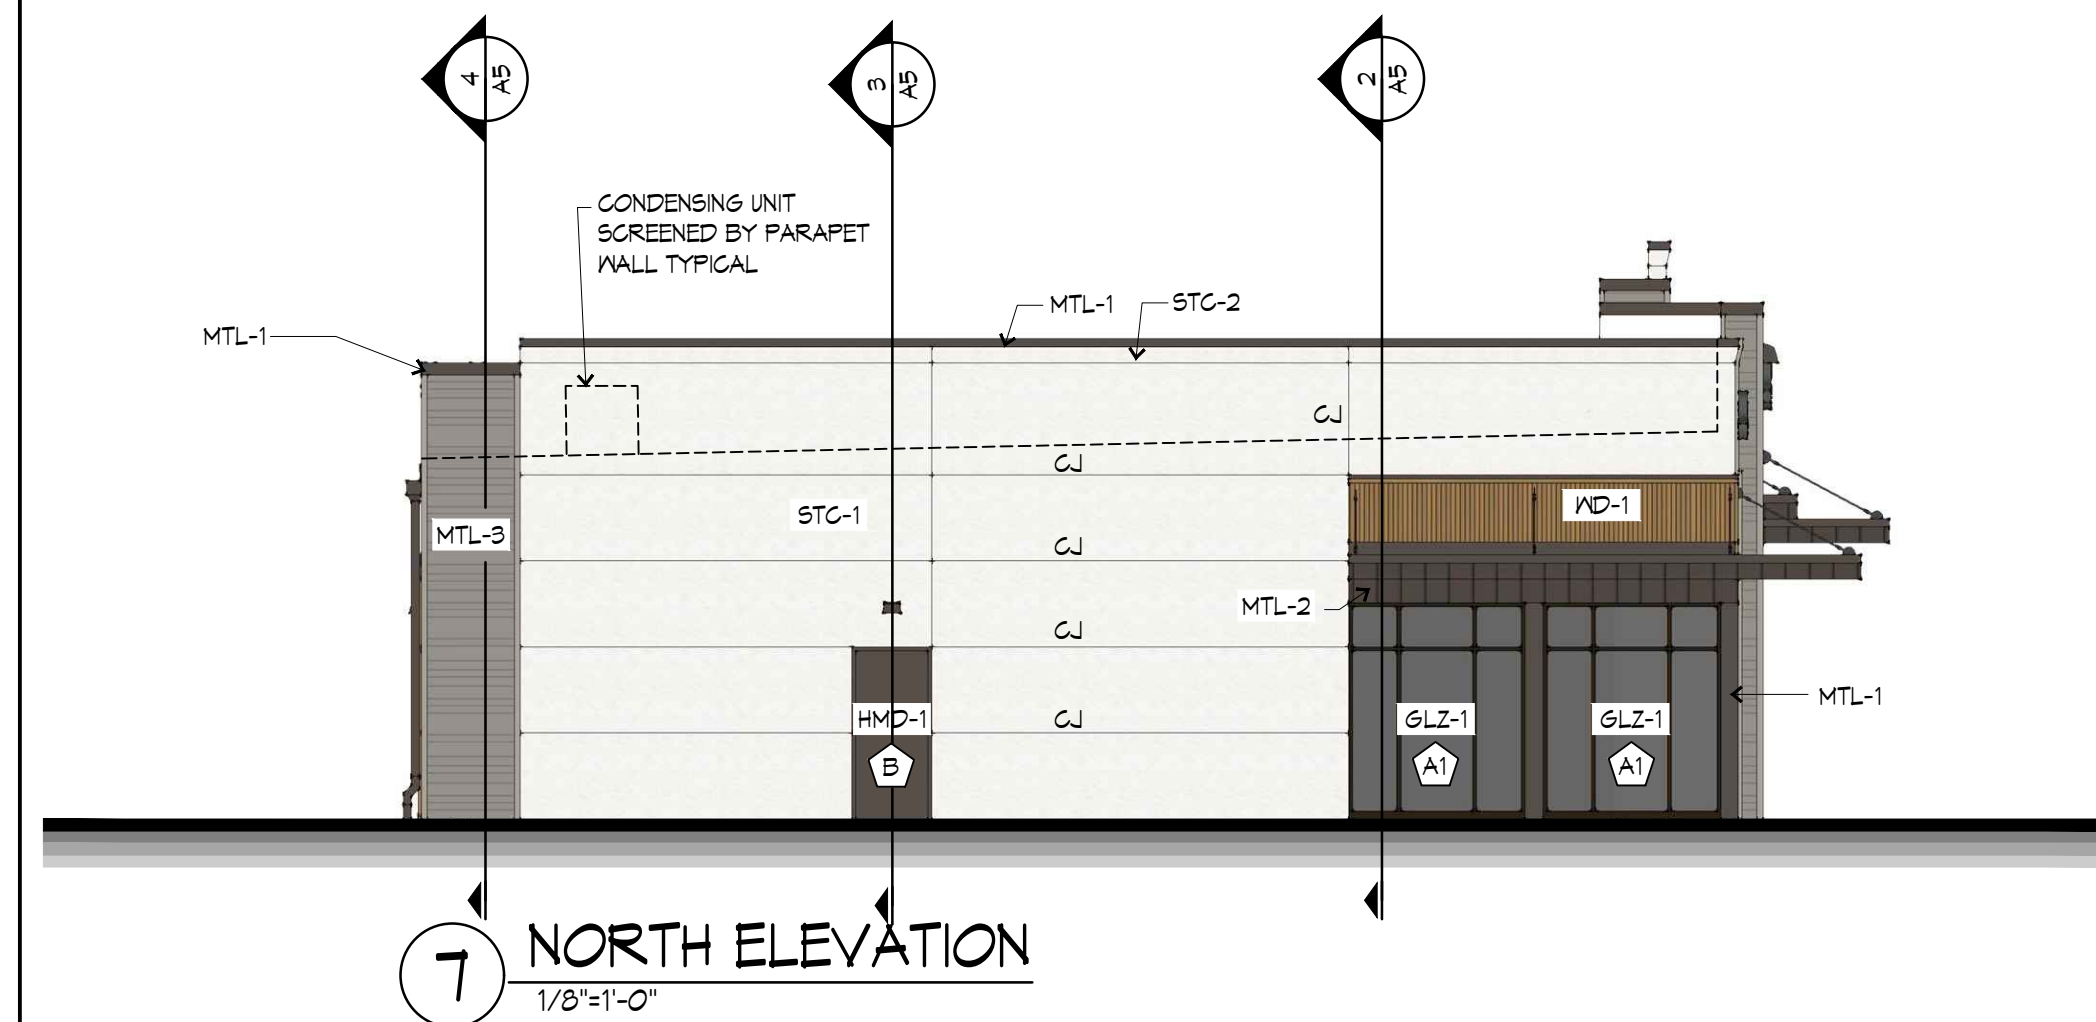 4
A5
3
A5
2
A5
CONDENSING UNIT
SCREENED BY PARAPET
WALL TYPICAL
MTL-1
STC-2
MTL-1
CJ
CJ
STC-1
WD-1
MTL-3
CJ
MTL-2
CJ
MTL-1
HMD-1
CJ
GLZ-1
GLZ-1
B
A1
A1
7
NORTH ELEVATION
1/8"=1'-0"